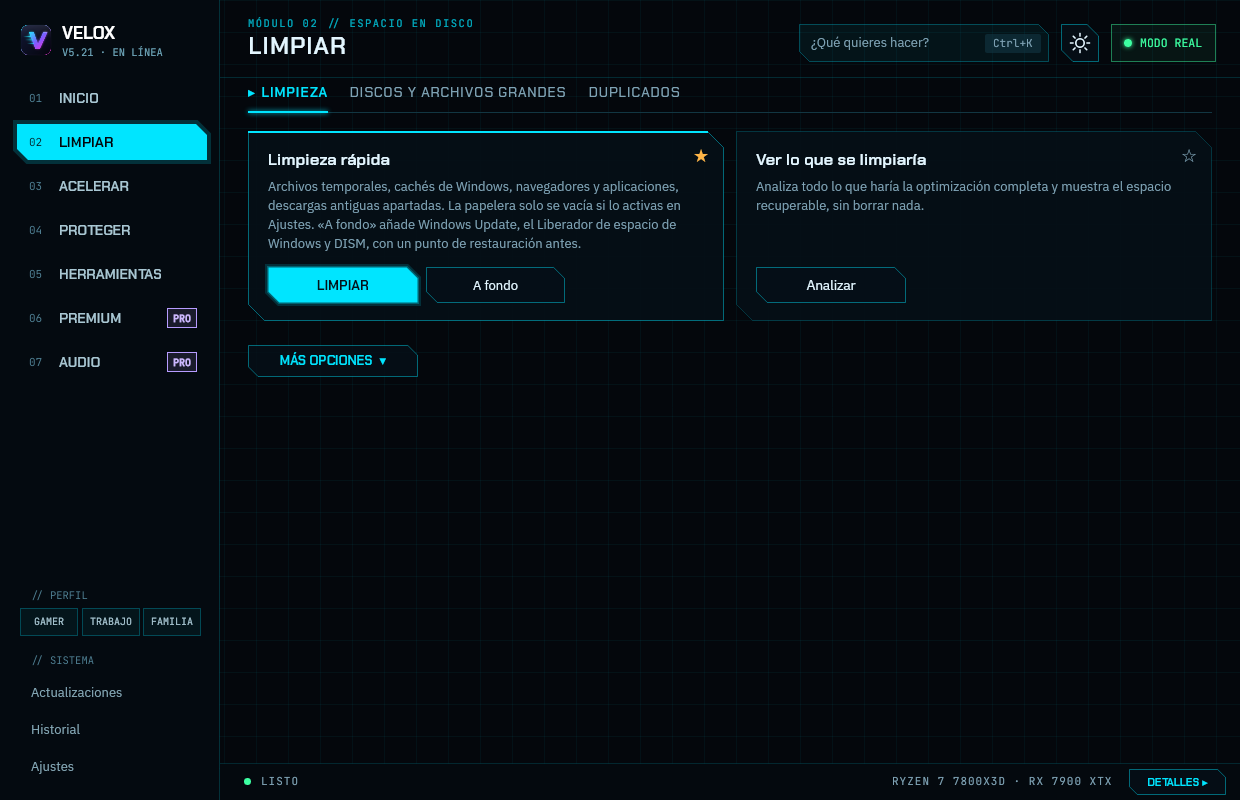 VELOX
V5.21 · EN LÍNEA
01 INICIO
02 LIMPIAR
03 ACELERAR
04 PROTEGER
05 HERRAMIENTAS
06 PREMIUM PRO
07 AUDIO PRO
// PERFIL
GAMER TRABAJO FAMILIA
// SISTEMA
Actualizaciones
Historial
Ajustes
MÓDULO 02 // ESPACIO EN DISCO
LIMPIAR
¿Qué quieres hacer? Ctrl+K
MODO REAL
▸ LIMPIEZA DISCOS Y ARCHIVOS GRANDES DUPLICADOS
Limpieza rápida ★
Archivos temporales, cachés de Windows, navegadores y aplicaciones,
descargas antiguas apartadas. La papelera solo se vacía si lo activas en
Ajustes. «A fondo» añade Windows Update, el Liberador de espacio de
Windows y DISM, con un punto de restauración antes.
LIMPIAR A fondo
Ver lo que se limpiaría ☆
Analiza todo lo que haría la optimización completa y muestra el espacio
recuperable, sin borrar nada.
Analizar
MÁS OPCIONES ▾
LISTO
RYZEN 7 7800X3D · RX 7900 XTX
DETALLES ▸